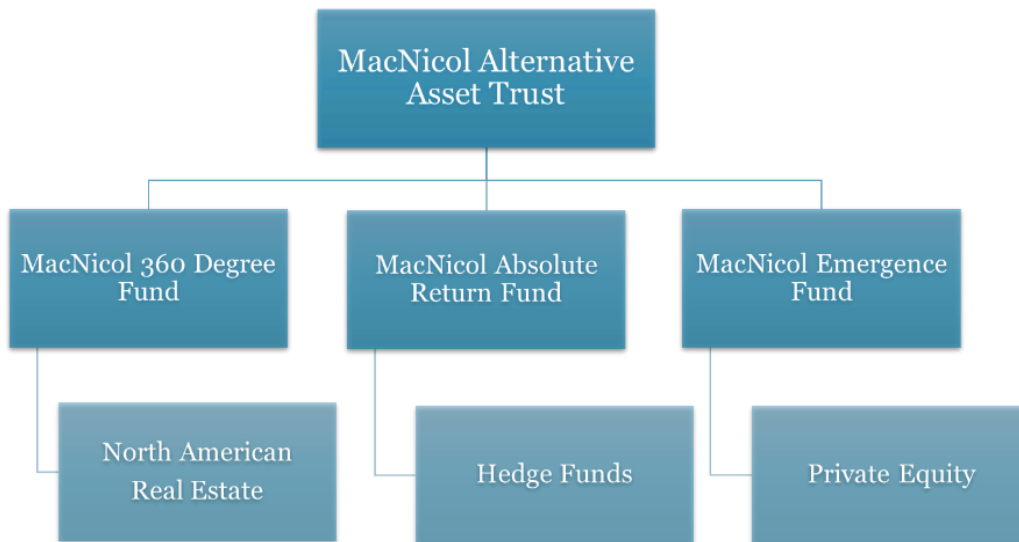 MacNicol Alternative
Asset Trust
MacNicol 360 Degree
Fund
MacNicol Absolute
Return Fund
MacNicol Emergence
Fund
North American
Real Estate
Hedge Funds
Private Equity